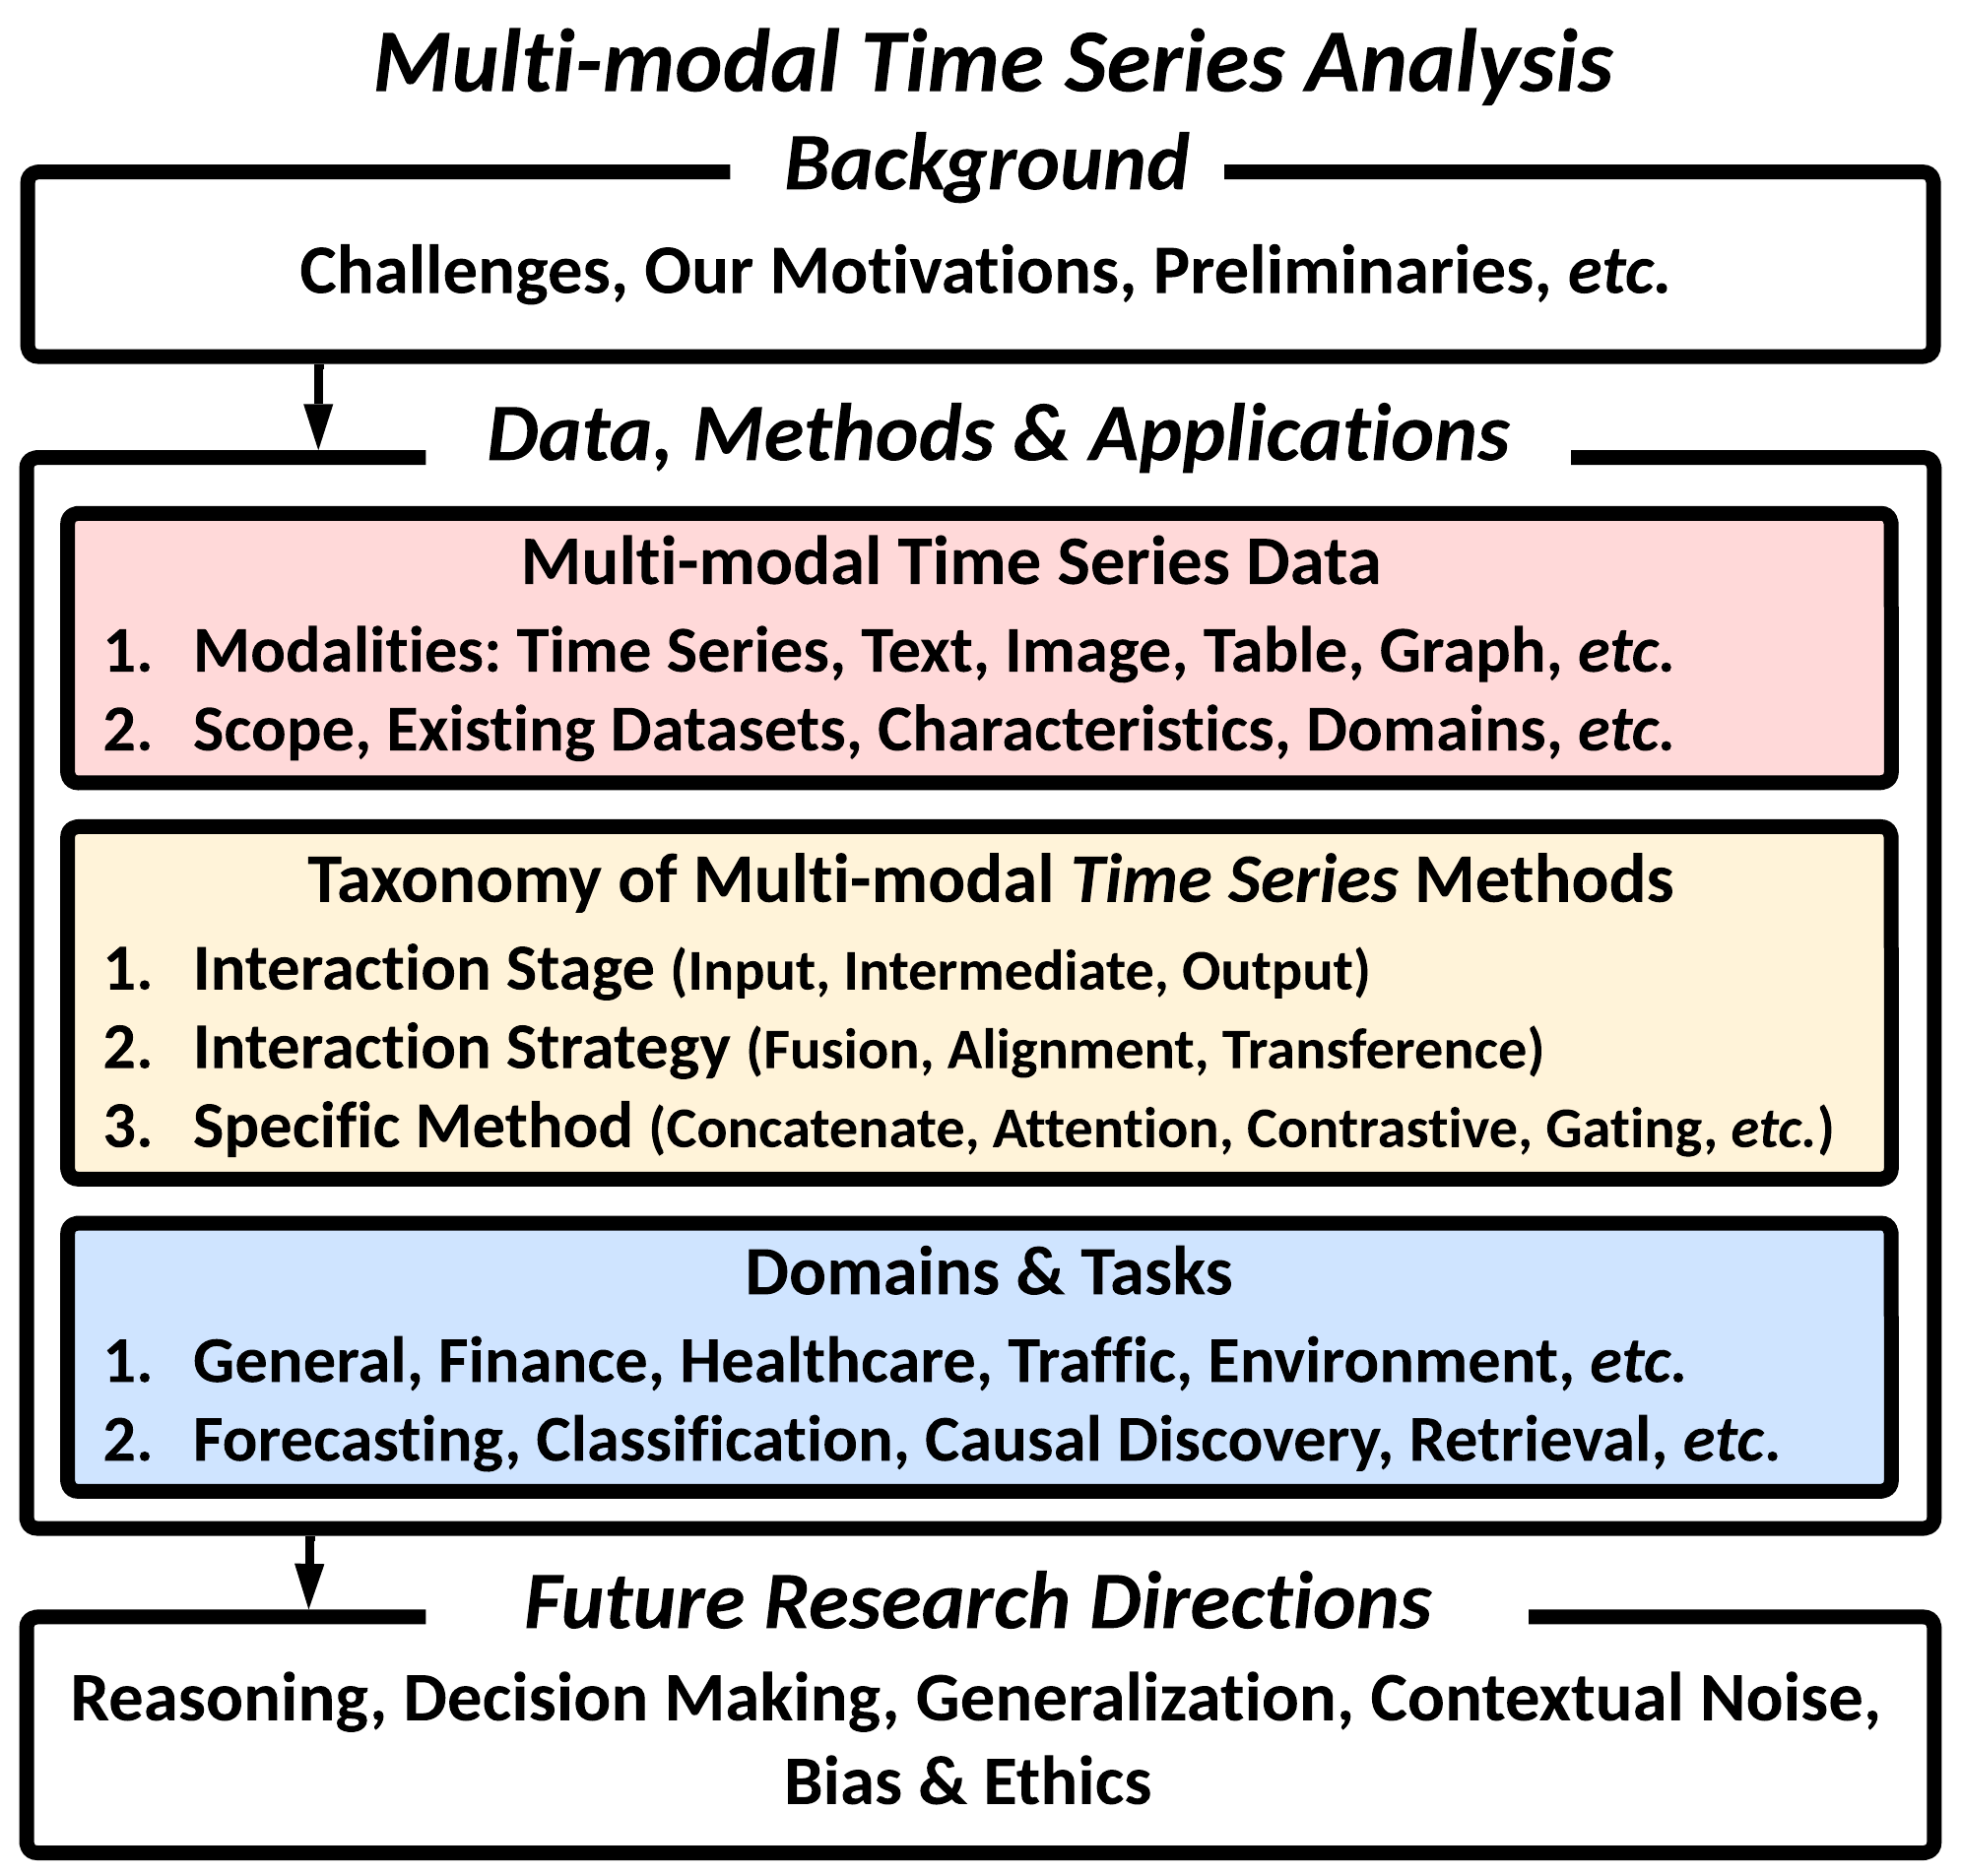 Multi-modal Time Series Analysis
Background
Challenges, Our Motivations, Preliminaries, etc.
Data, Methods & Applications
Multi-modal Time Series Data
1. Modalities: Time Series, Text, Image, Table, Graph, etc.
2. Scope, Existing Datasets, Characteristics, Domains, etc.
Taxonomy of Multi-modal Time Series Methods
1. Interaction Stage (Input, Intermediate, Output)
2. Interaction Strategy (Fusion, Alignment, Transference)
3. Specific Method (Concatenate, Attention, Contrastive, Gating, etc.)
Domains & Tasks
1. General, Finance, Healthcare, Traffic, Environment, etc.
2. Forecasting, Classification, Causal Discovery, Retrieval, etc.
Future Research Directions
Reasoning, Decision Making, Generalization, Contextual Noise,
Bias & Ethics